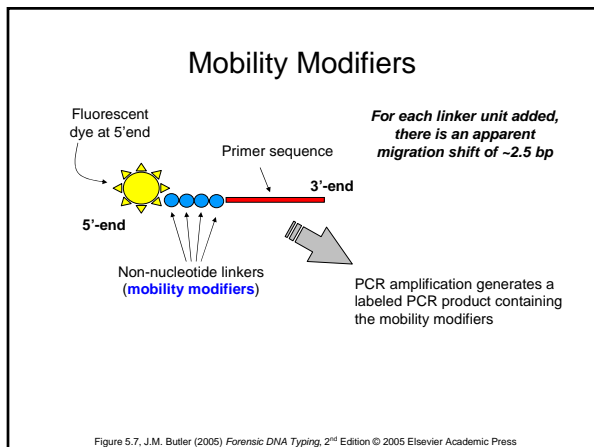 Mobility Modifiers
Fluorescent
dye at 5'end
For each linker unit added,
there is an apparent
migration shift of ~2.5 bp
Primer sequence
3'-end
5'-end
Non-nucleotide linkers
(mobility modifiers)
PCR amplification generates a
labeled PCR product containing
the mobility modifiers
Figure 5.7, J.M. Butler (2005) Forensic DNA Typing, 2nd Edition © 2005 Elsevier Academic Press